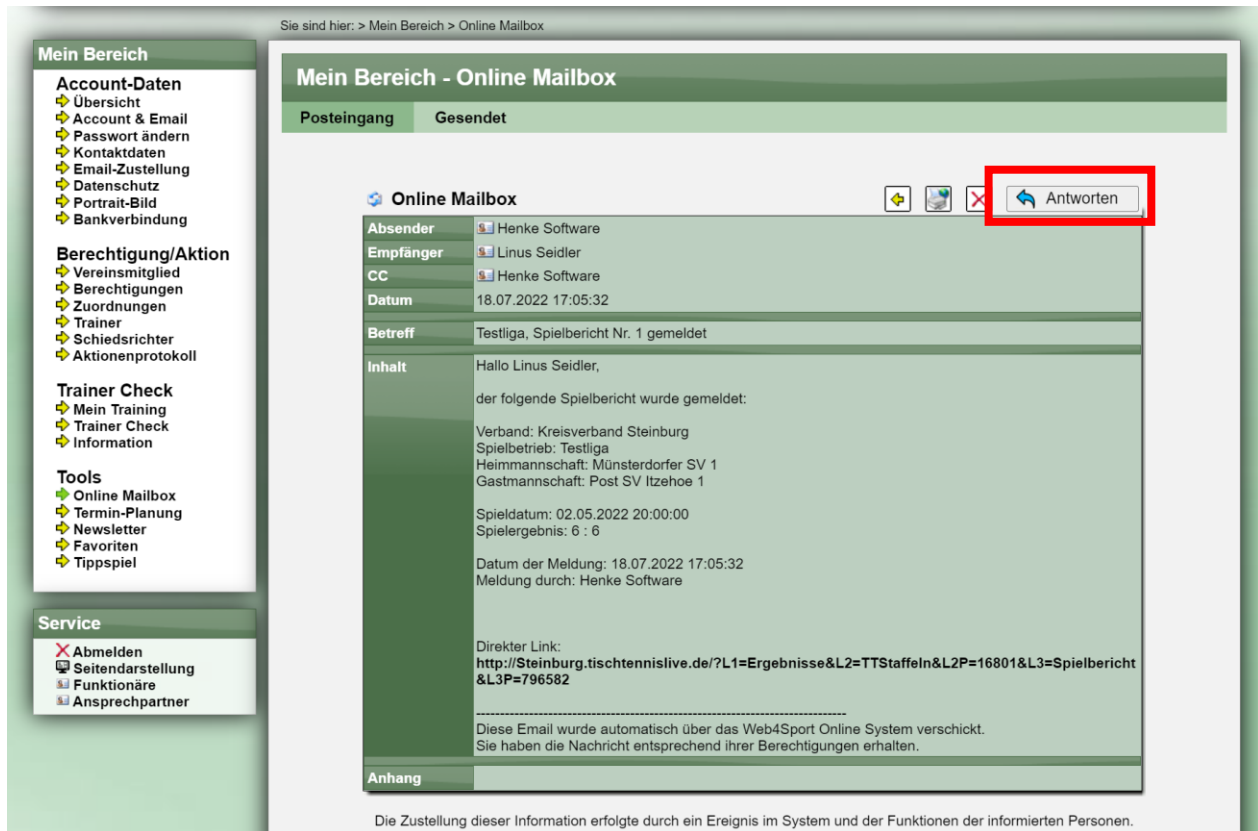 Sie sind hier: > Mein Bereich > Online Mailbox
Mein Bereich
Account-Daten
Übersicht
Account & Email
Passwort ändern
Kontaktdaten
Email-Zustellung
Datenschutz
Portrait-Bild
Bankverbindung
Berechtigung/Aktion
Vereinsmitglied
Berechtigungen
Zuordnungen
Trainer
Schiedsrichter
Aktionenprotokoll
Trainer Check
Mein Training
Trainer Check
Information
Tools
Online Mailbox
Termin-Planung
Newsletter
Favoriten
Tippspiel
Service
Abmelden
Seitendarstellung
Funktionäre
Ansprechpartner
Mein Bereich - Online Mailbox
Posteingang Gesendet
Online Mailbox Antworten
Absender Henke Software
Empfänger Linus Seidler
CC Henke Software
Datum 18.07.2022 17:05:32
Betreff Testliga, Spielbericht Nr. 1 gemeldet
Inhalt Hallo Linus Seidler,
der folgende Spielbericht wurde gemeldet:
Verband: Kreisverband Steinburg
Spielbetrieb: Testliga
Heimmannschaft: Münsterdorfer SV 1
Gastmannschaft: Post SV Itzehoe 1
Spieldatum: 02.05.2022 20:00:00
Spielergebnis: 6 : 6
Datum der Meldung: 18.07.2022 17:05:32
Meldung durch: Henke Software
Direkter Link:
http://Steinburg.tischtennislive.de/?L1=Ergebnisse&L2=TTStaffeln&L2P=16801&L3=Spielbericht
&L3P=796582
-----------------------------------------------------------------------------
Diese Email wurde automatisch über das Web4Sport Online System verschickt.
Sie haben die Nachricht entsprechend ihrer Berechtigungen erhalten.
Anhang
Die Zustellung dieser Information erfolgte durch ein Ereignis im System und der Funktionen der informierten Personen.